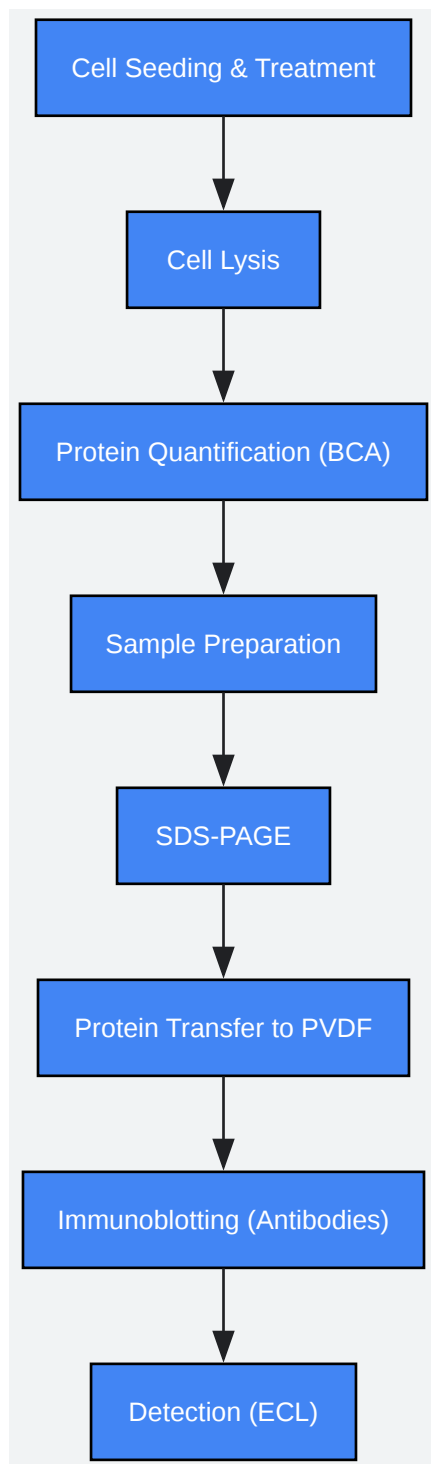 Cell Seeding & Treatment
Cell Lysis
Protein Quantification (BCA)
Sample Preparation
SDS-PAGE
Protein Transfer to PVDF
Immunoblotting (Antibodies)
Detection (ECL)